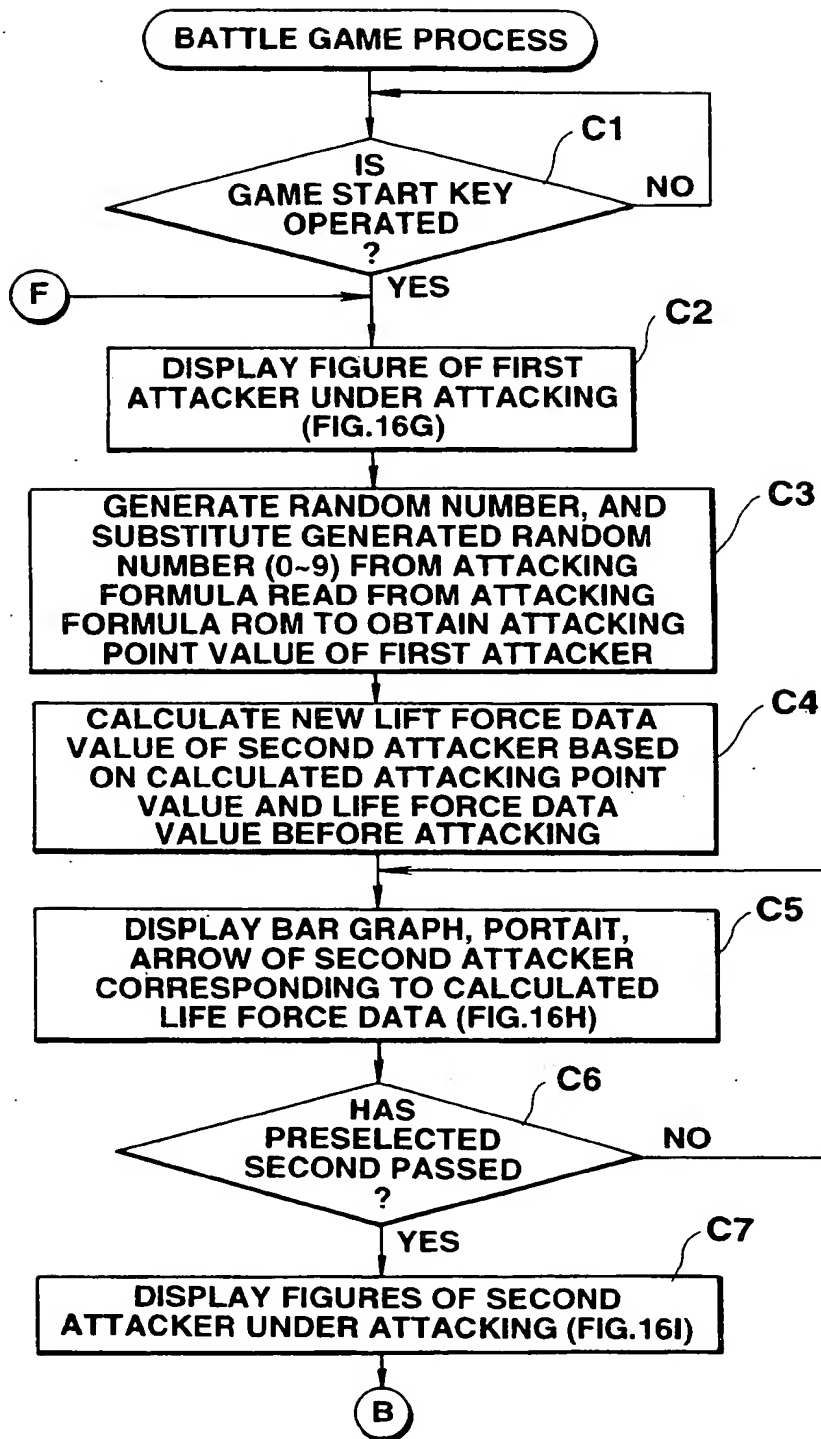 BATTLE GAME PROCESS
C1
IS
GAME START KEY
OPERATED
?
NO
YES
F
C2
DISPLAY FIGURE OF FIRST
ATTACKER UNDER ATTACKING
(FIG.16G)
C3
GENERATE RANDOM NUMBER, AND
SUBSTITUTE GENERATED RANDOM
NUMBER (0~9) FROM ATTACKING
FORMULA READ FROM ATTACKING
FORMULA ROM TO OBTAIN ATTACKING
POINT VALUE OF FIRST ATTACKER
C4
CALCULATE NEW LIFT FORCE DATA
VALUE OF SECOND ATTACKER BASED
ON CALCULATED ATTACKING POINT
VALUE AND LIFE FORCE DATA
VALUE BEFORE ATTACKING
C5
DISPLAY BAR GRAPH, PORTAIT,
ARROW OF SECOND ATTACKER
CORRESPONDING TO CALCULATED
LIFE FORCE DATA (FIG.16H)
C6
HAS
PRESELECTED
SECOND PASSED
?
NO
YES
C7
DISPLAY FIGURES OF SECOND
ATTACKER UNDER ATTACKING (FIG.16I)
B